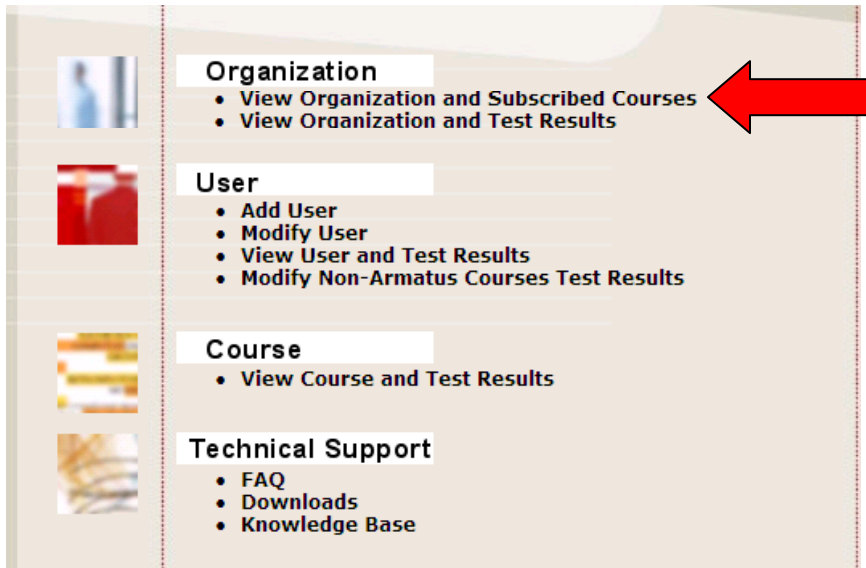 Organization
• View Organization and Subscribed Courses
• View Organization and Test Results
User
• Add User
• Modify User
• View User and Test Results
• Modify Non-Armatus Courses Test Results
Course
• View Course and Test Results
Technical Support
• FAQ
• Downloads
• Knowledge Base